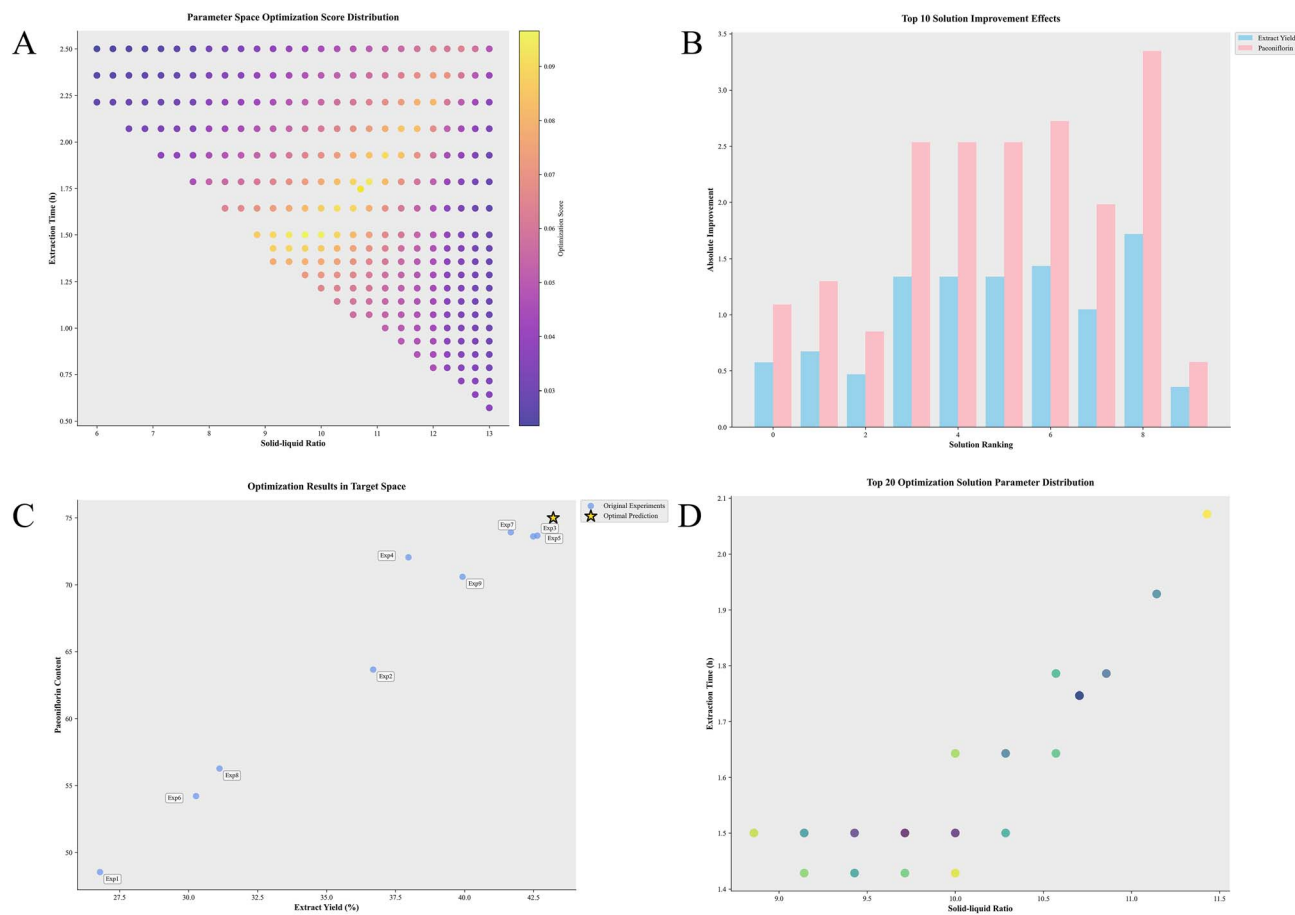 A
Parameter Space Optimization Score Distribution
2.50
2.25
2.00
1.75
1.50
1.25
1.00
0.75
0.50
Extraction Time (h)
6 7 8 9 10 11 12 13
Solid-liquid Ratio
0.09
0.08
0.07
0.06
0.05
0.04
0.03
Optimization Score
B
Top 10 Solution Improvement Effects
Extract Yield
Paeoniflorin
3.5
3.0
2.5
2.0
1.5
1.0
0.5
0.0
Absolute Improvement
0 2 4 6 8
Solution Ranking
C
Optimization Results in Target Space
Original Experiments
Optimal Prediction
75
70
65
60
55
50
Paeoniflorin Content
Exp7
Exp3
Exp5
Exp4
Exp9
Exp2
Exp8
Exp6
Exp1
27.5 30.0 32.5 35.0 37.5 40.0 42.5
Extract Yield (%)
D
Top 20 Optimization Solution Parameter Distribution
2.1
2.0
1.9
1.8
1.7
1.6
1.5
1.4
Extraction Time (h)
9.0 9.5 10.0 10.5 11.0 11.5
Solid-liquid Ratio